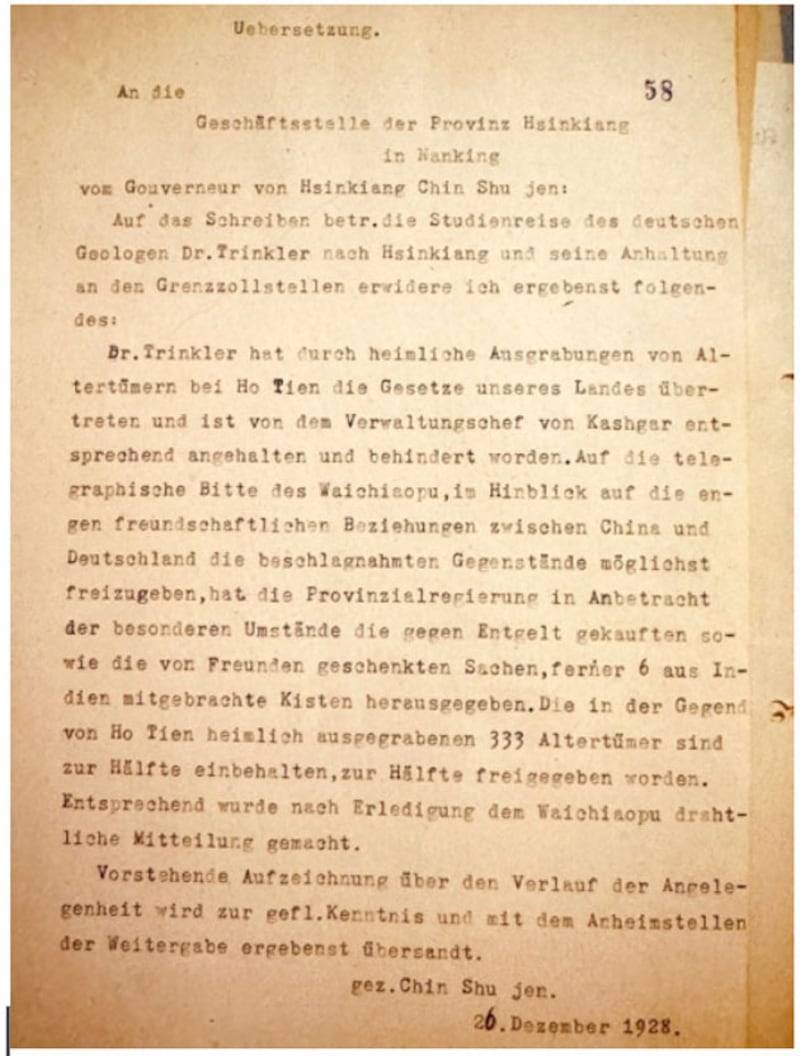 Uebersetzung.
58
An die
Geschäftsstelle der Provinz Hsinkiang
in Nanking
vom Gouverneur von Hsinkiang Chin Shu jen:
Auf das Schreiben betr.die Studienreise des deutschen
Geologen Dr.Trinkler nach Hsinkiang und seine Anhaltung
an den Grenzzollstellen erwidere ich ergebenst folgen-
des:
Dr.Trinkler hat durch heimliche Ausgrabungen von Al-
tertümern bei Ho Tien die Gesetze unseres Landes über-
treten und ist von dem Verwaltungschef von Kashgar ent-
sprechend angehalten und behindert worden.Auf die tele-
graphische Bitte des Waichiaopu,im Hinblick auf die en-
gen freundschaftlichen Beziehungen zwischen China und
Deutschland die beschlagnahmten Gegenstände möglichst
freizugeben,hat die Provinzialregierung in Anbetracht
der besonderen Umstände die gegen Entgelt gekauften so-
wie die von Freunden geschenkten Sachen,ferner 6 aus In-
dien mitgebrachte Kisten herausgegeben.Die in der Gegend
von Ho Tien heimlich ausgegrabenen 333 Altertümer sind
zur Hälfte einbehalten,zur Hälfte freigegeben worden.
Entsprechend wurde nach Erledigung dem Waichiaopu draht-
liche Mitteilung gemacht.
Vorstehende Aufzeichnung über den Verlauf der Angele-
genheit wird zur gefl.Kenntnis und mit dem Anheimstellen
der Weitergabe ergebenst übersandt.
gez.Chin Shu jen.
26.Dezember 1928.